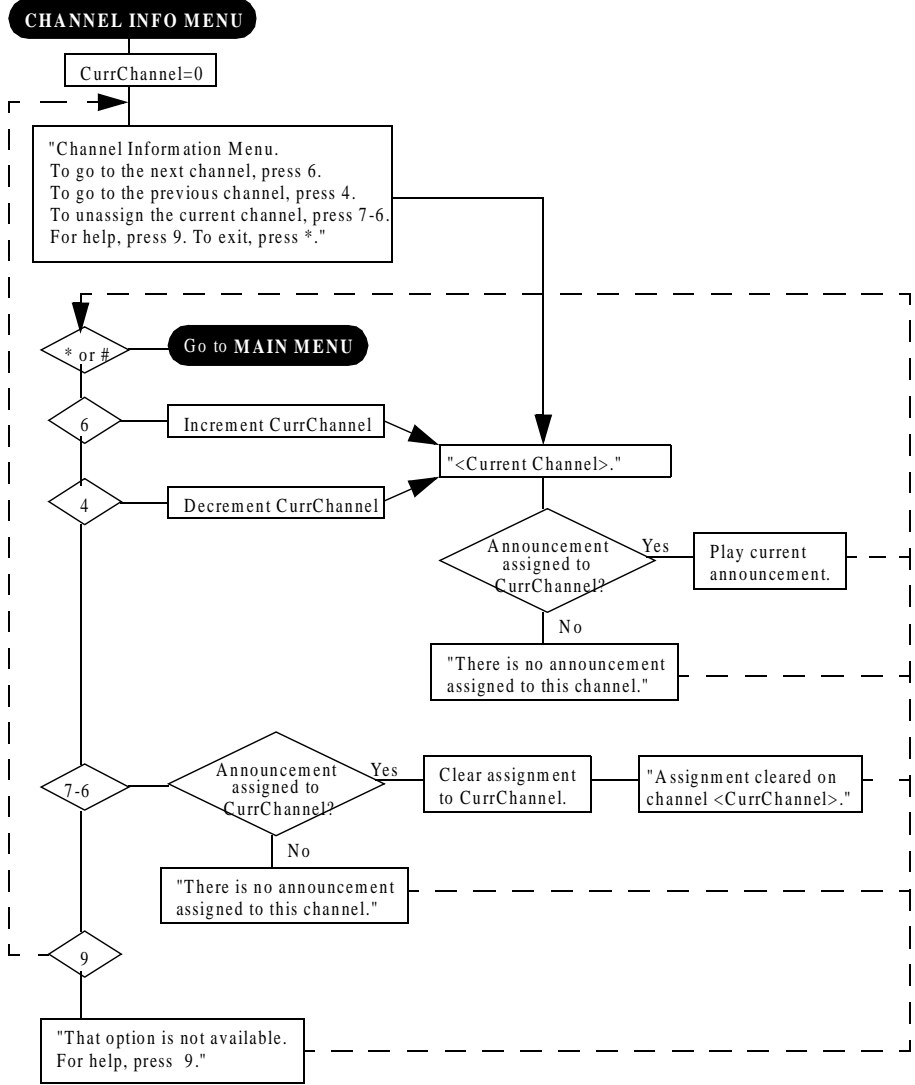 CHANNEL INFO MENU
CurrChannel=0
"Channel Information Menu.
To go to the next channel, press 6.
To go to the previous channel, press 4.
To unassign the current channel, press 7-6.
For help, press 9. To exit, press *."
* or #
Go to MAIN MENU
6
Increment CurrChannel
"<Current Channel>."
4
Decrement CurrChannel
Announcement
assigned to
CurrChannel?
Yes
Play current
announcement.
No
"There is no announcement
assigned to this channel."
7-6
Announcement
assigned to
CurrChannel?
Yes
Clear assignment
to CurrChannel.
"Assignment cleared on
channel <CurrChannel>."
No
"There is no announcement
assigned to this channel."
9
"That option is not available.
For help, press 9."